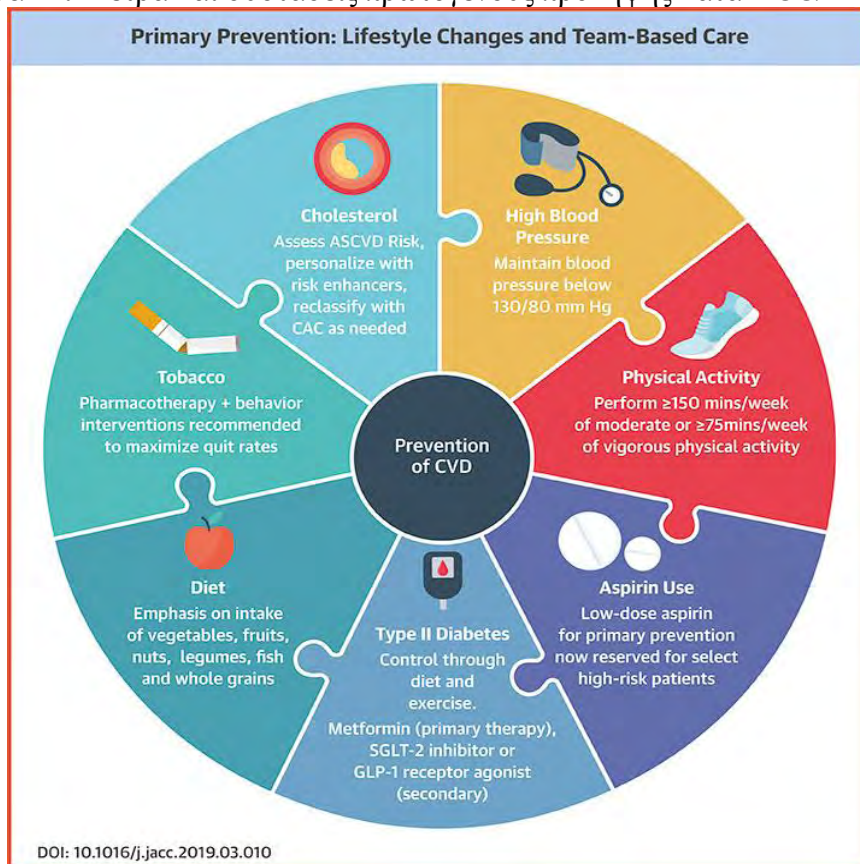 Primary Prevention: Lifestyle Changes and Team-Based Care
Cholesterol
Assess ASCVD Risk,
personalize with
risk enhancers,
reclassify with
CAC as needed
High Blood
Pressure
Maintain blood
pressure below
130/80 mm Hg
Tobacco
Pharmacotherapy + behavior
interventions recommended
to maximize quit rates
Physical Activity
Perform ≥150 mins/week
of moderate or ≥75mins/week
of vigorous physical activity
Prevention
of CVD
Diet
Emphasis on intake
of vegetables, fruits,
nuts, legumes, fish
and whole grains
Type II Diabetes
Control through
diet and
exercise.
Metformin (primary therapy),
SGLT-2 inhibitor or
GLP-1 receptor agonist
(secondary)
Aspirin Use
Low-dose aspirin
for primary prevention
now reserved for select
high-risk patients
DOI: 10.1016/j.jacc.2019.03.010